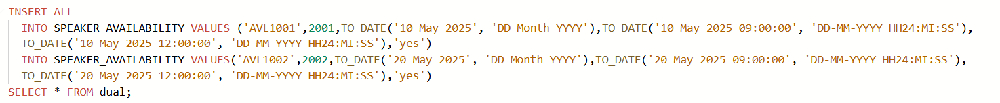 INSERT ALL
INTO SPEAKER_AVAILABILITY VALUES ('AVL1001',2001,TO_DATE('10 May 2025', 'DD Month YYYY'),TO_DATE('10 May 2025 09:00:00', 'DD-MM-YYYY HH24:MI:SS'),
TO_DATE('10 May 2025 12:00:00', 'DD-MM-YYYY HH24:MI:SS'),'yes')
INTO SPEAKER_AVAILABILITY VALUES('AVL1002',2002,TO_DATE('20 May 2025', 'DD Month YYYY'),TO_DATE('20 May 2025 09:00:00', 'DD-MM-YYYY HH24:MI:SS'),
TO_DATE('20 May 2025 12:00:00', 'DD-MM-YYYY HH24:MI:SS'),'yes')
SELECT * FROM dual;